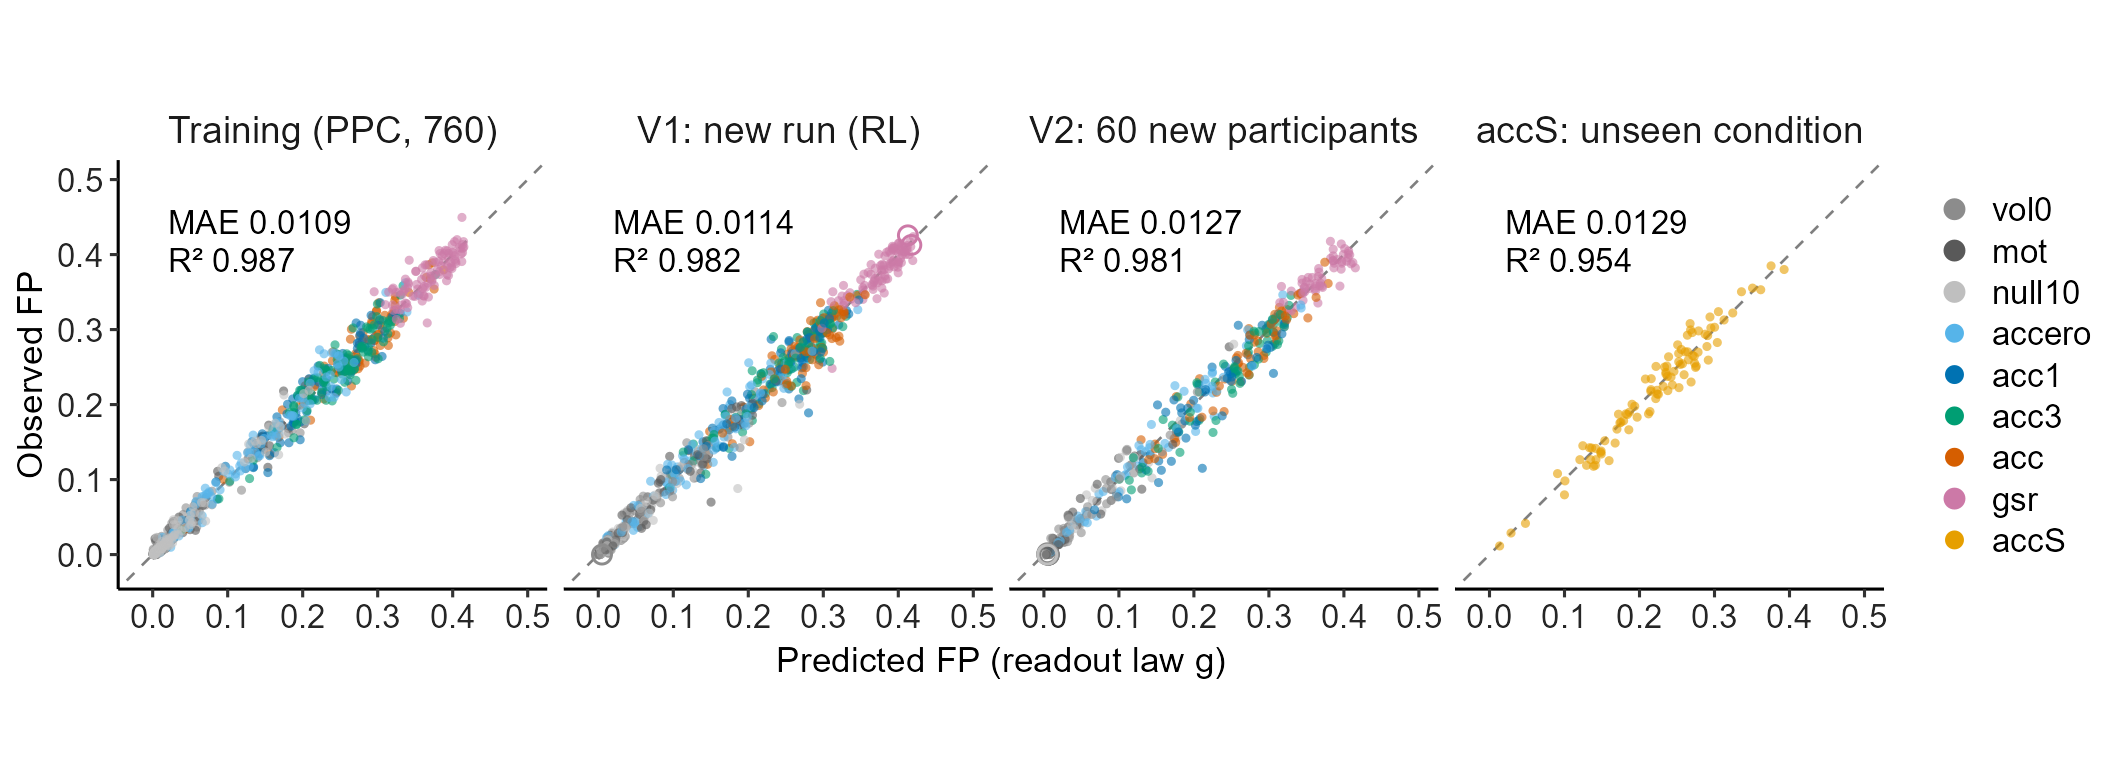 Training (PPC, 760)
V1: new run (RL)
V2: 60 new participants
accS: unseen condition
MAE 0.0109
R² 0.987
MAE 0.0114
R² 0.982
MAE 0.0127
R² 0.981
MAE 0.0129
R² 0.954
Observed FP
0.5
0.4
0.3
0.2
0.1
0.0
0.0 0.1 0.2 0.3 0.4 0.5
0.0 0.1 0.2 0.3 0.4 0.5
0.0 0.1 0.2 0.3 0.4 0.5
0.0 0.1 0.2 0.3 0.4 0.5
Predicted FP (readout law g)
vol0
mot
null10
accero
acc1
acc3
acc
gsr
accS